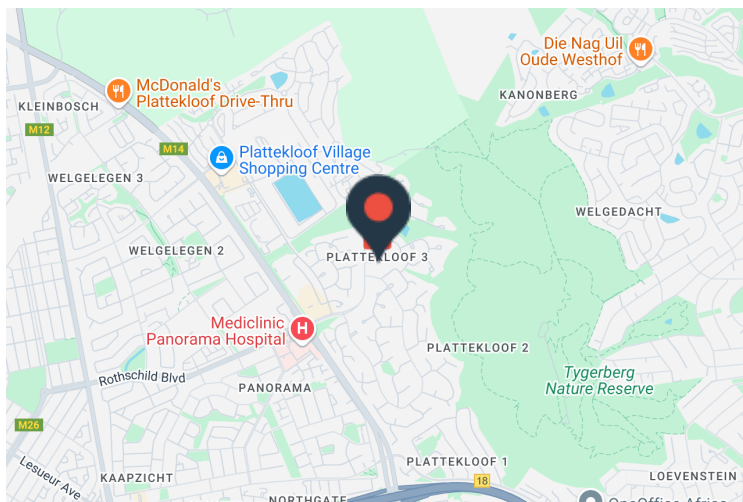 Die Nag Uil
Oude Westhof
McDonald's
Plattekloof Drive-Thru
KLEINBOSCH
KANONBERG
M12
M14
Plattekloof Village
Shopping Centre
WELGELEGEN 3
WELGEDACHT
WELGELEGEN 2
PLATTEKLOOF 3
Mediclinic
Panorama Hospital
H
PLATTEKLOOF 2
Rothschild Blvd
PANORAMA
Tygerberg
Nature Reserve
M26
Lesueur Ave
KAAPZICHT
PLATTEKLOOF 1
18
LOEVENSTEIN
NORTHGATE
OneOffice Africa